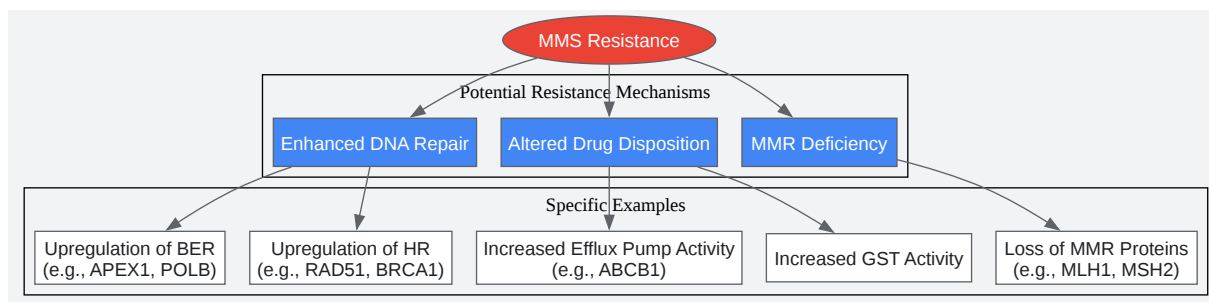 MMS Resistance
Potential Resistance Mechanisms
Enhanced DNA Repair
Altered Drug Disposition
MMR Deficiency
Specific Examples
Upregulation of BER
(e.g., APEX1, POLB)
Upregulation of HR
(e.g., RAD51, BRCA1)
Increased Efflux Pump Activity
(e.g., ABCB1)
Increased GST Activity
Loss of MMR Proteins
(e.g., MLH1, MSH2)